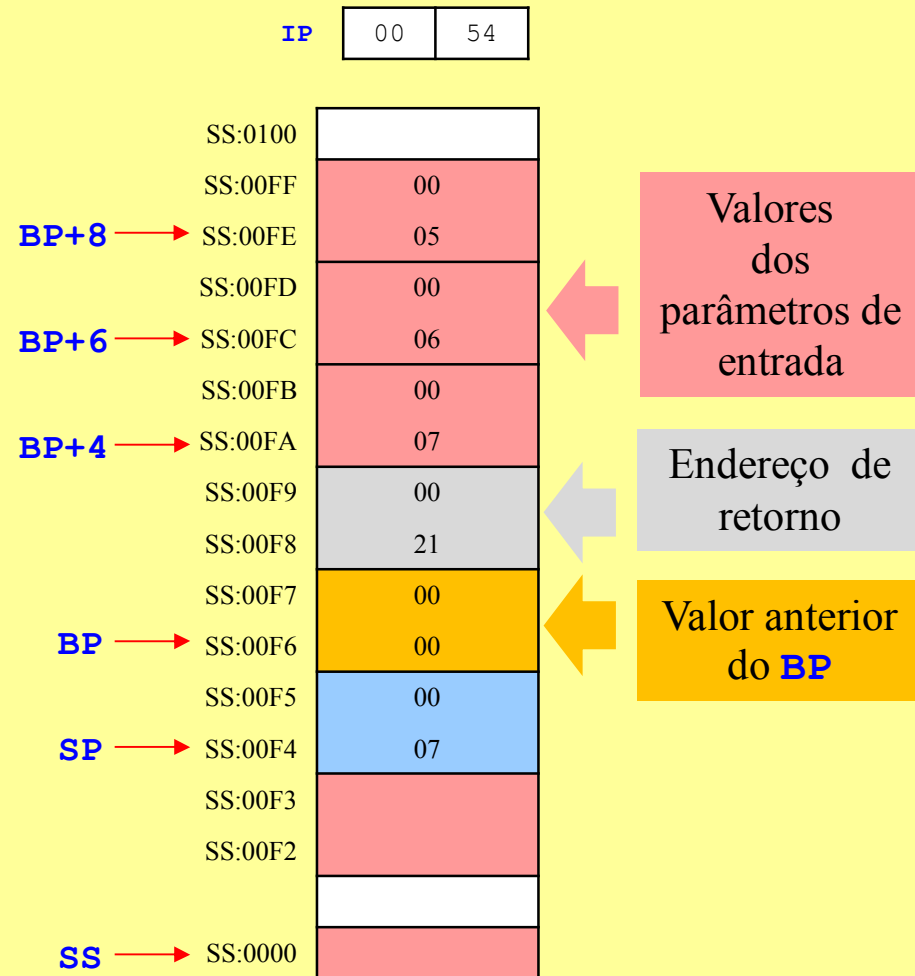 IP 00 54
SS:0100
SS:00FF 00
BP+8 SS:00FE 05
SS:00FD 00
BP+6 SS:00FC 06
SS:00FB 00
BP+4 SS:00FA 07
SS:00F9 00
SS:00F8 21
SS:00F7 00
BP SS:00F6 00
SS:00F5 00
SP SS:00F4 07
SS:00F3
SS:00F2
SS SS:0000
Valores
dos
parâmetros de
entrada
Endereço de
retorno
Valor anterior
do BP